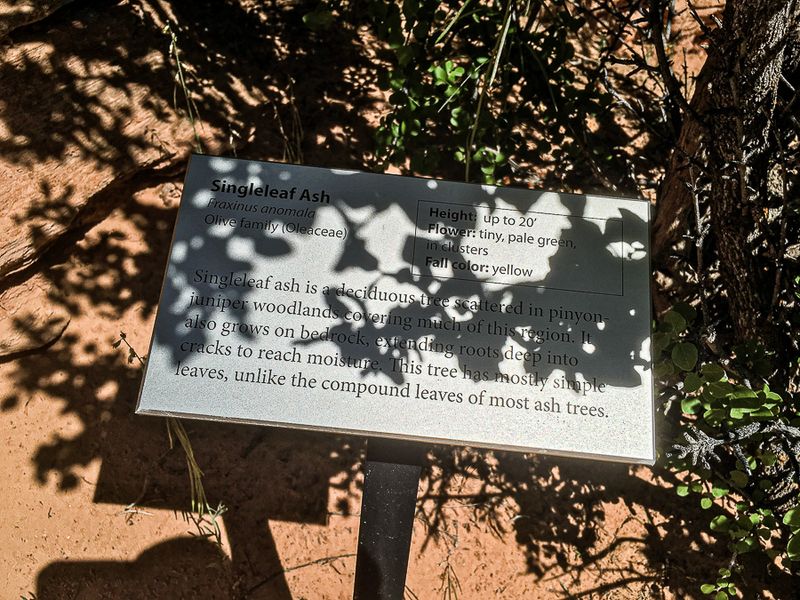 Singleleaf Ash
Fraxinus anomala
Olive family (Oleaceae)
Height: up to 20'
Flower: tiny, pale green,
in clusters
Fall color: yellow
Singleleaf ash is a deciduous tree scattered in pinyon-
juniper woodlands covering much of this region. It
also grows on bedrock, extending roots deep into
cracks to reach moisture. This tree has mostly simple
leaves, unlike the compound leaves of most ash trees.